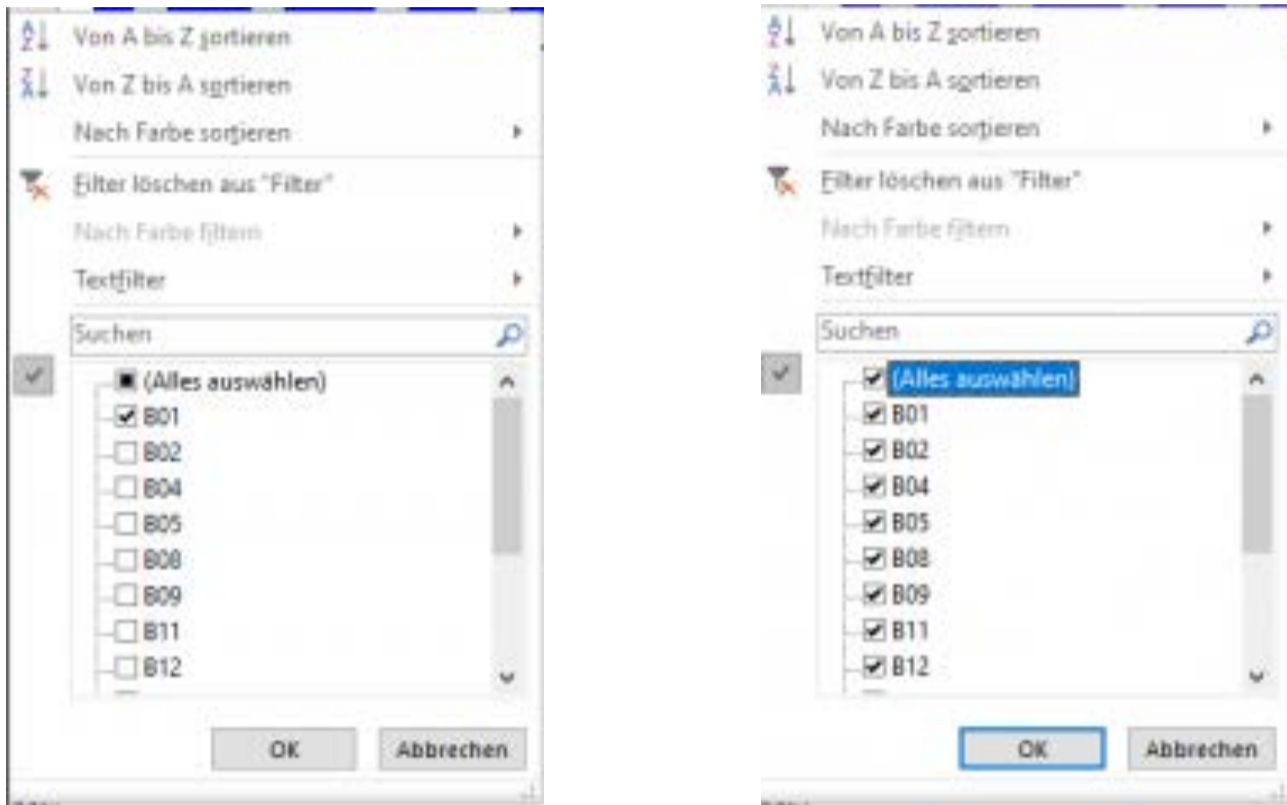 Von A bis Z sortieren
Von Z bis A sortieren
Nach Farbe sortieren
Filter löschen aus "Filter"
Nach Farbe filtern
Textfilter
Suchen
(Alles auswählen)
B01
B02
B04
B05
B08
B09
B11
B12
OK Abbrechen
Von A bis Z sortieren
Von Z bis A sortieren
Nach Farbe sortieren
Filter löschen aus "Filter"
Nach Farbe filtern
Textfilter
Suchen
(Alles auswählen)
B01
B02
B04
B05
B08
B09
B11
B12
OK Abbrechen